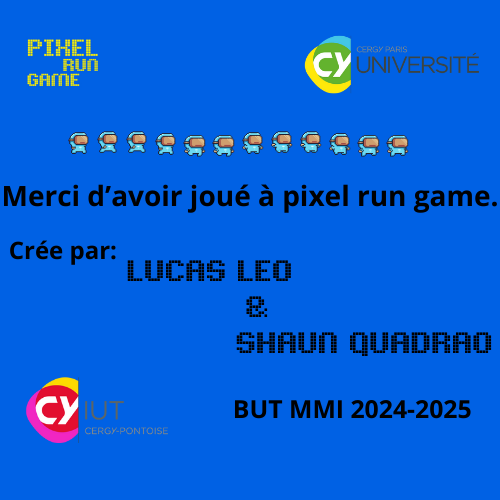 PIXEL
RUN
GAME
CERGY PARIS
CY UNIVERSITÉ
Merci d’avoir joué à pixel run game.
Crée par:
LUCAS LEO
&
SHAUN QUADRAO
CY IUT
CERGY-PONTOISE
BUT MMI 2024-2025